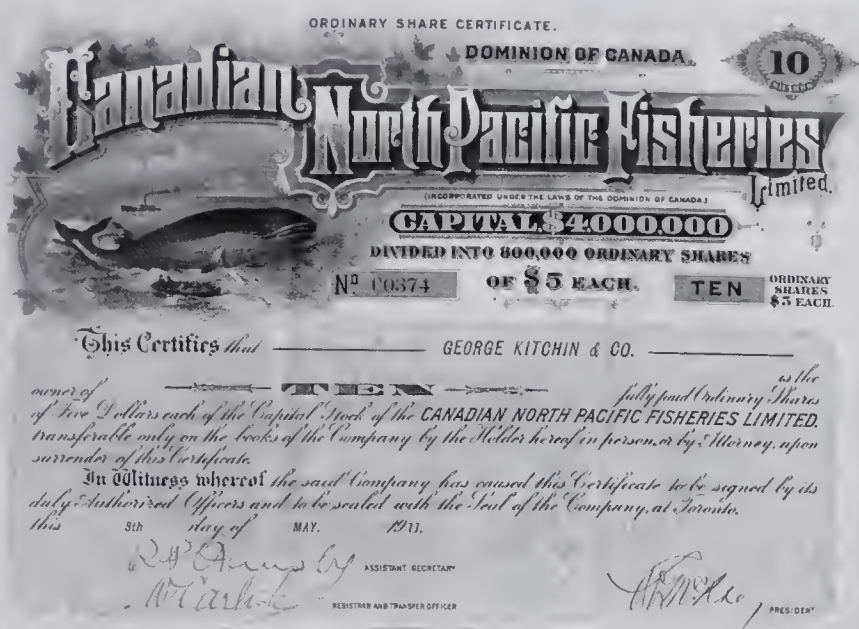 ORDINARY SHARE CERTIFICATE.
DOMINION OF CANADA.
10
Canadian
North Pacific Fisheries
Limited.
(INCORPORATED UNDER THE LAWS OF THE DOMINION OF CANADA.)
CAPITAL, $4,000,000
DIVIDED INTO 800,000 ORDINARY SHARES
No 00374 OF $5 EACH. TEN ORDINARY SHARES $5 EACH.
This Certifies that GEORGE KITCHIN & CO. is the
owner of TEN fully paid Ordinary Shares
of Five Dollars each of the Capital Stock of the CANADIAN NORTH PACIFIC FISHERIES LIMITED.
transferable only on the books of the Company by the Holder hereof in person, or by Attorney, upon
surrender of this Certificate.
In Witness whereof the said Company has caused this Certificate to be signed by its
duly Authorized Officers and to be sealed with the Seal of the Company, at Toronto.
this 9th day of MAY. 1911.
ASSISTANT SECRETARY
REGISTRAR AND TRANSFER OFFICER
PRESIDENT